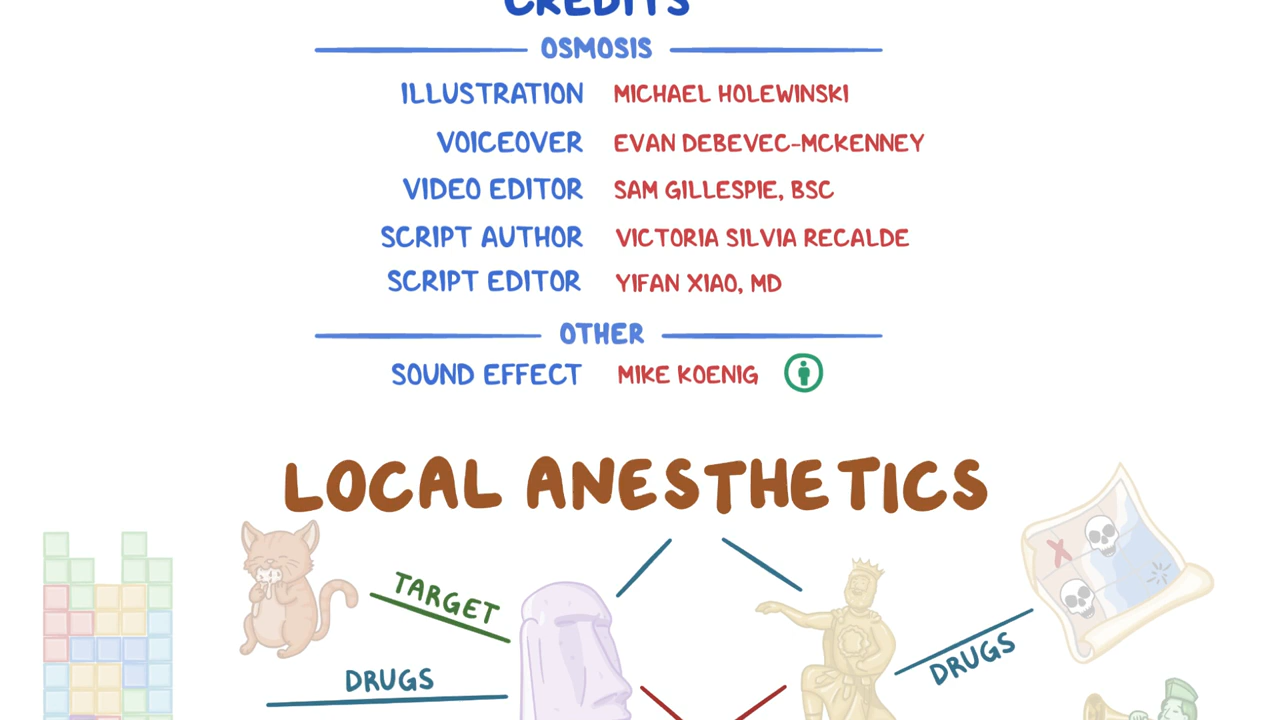 CREDITS
OSMOSIS
ILLUSTRATION MICHAEL HOLEWINSKI
VOICEOVER EVAN DEBEVEC-MCKENNEY
VIDEO EDITOR SAM GILLESPIE, BSC
SCRIPT AUTHOR VICTORIA SILVIA RECALDE
SCRIPT EDITOR YIFAN XIAO, MD
OTHER
SOUND EFFECT MIKE KOENIG
LOCAL ANESTHETICS
TARGET
DRUGS
DRUGS